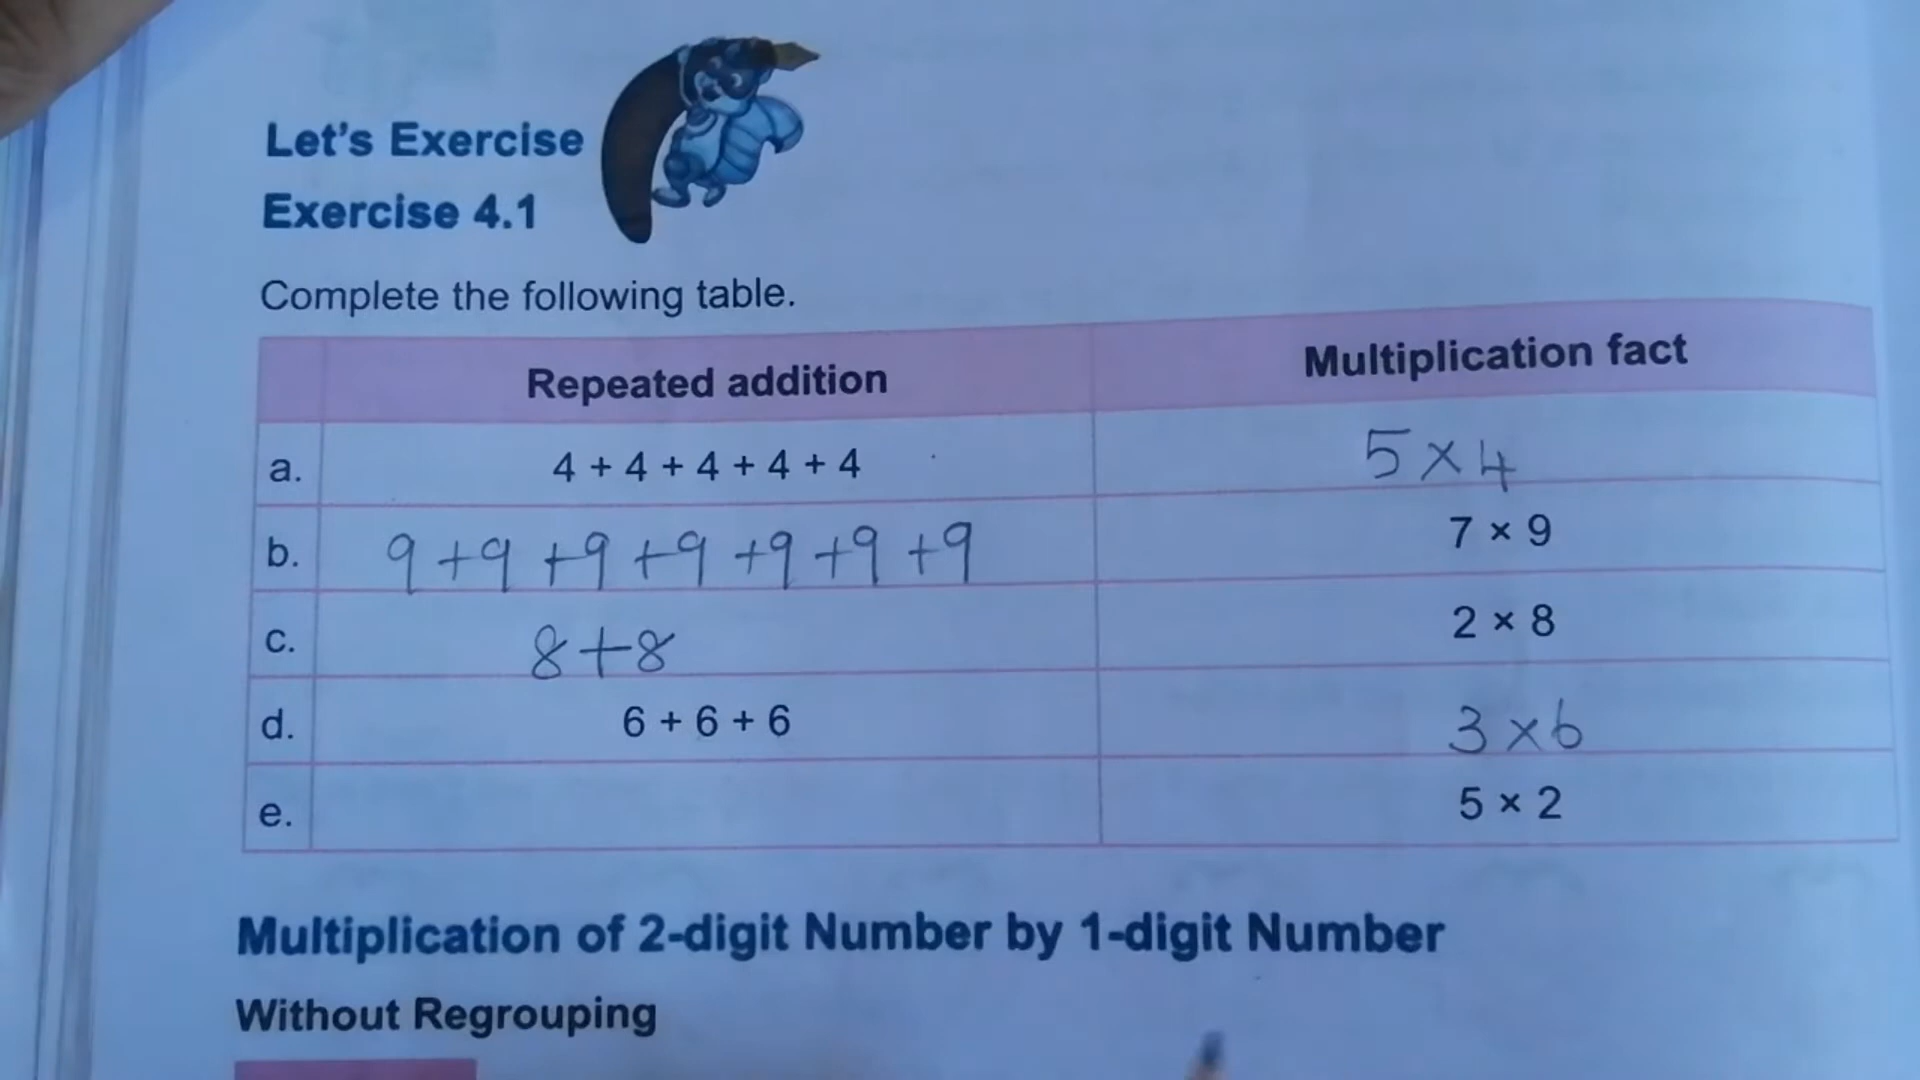 Let's Exercise
Exercise 4.1
Complete the following table.
Repeated addition Multiplication fact
a. 4 + 4 + 4 + 4 + 4 5 × 4
b. 9 + 9 + 9 + 9 + 9 + 9 + 9 7 × 9
c. 8 + 8 2 × 8
d. 6 + 6 + 6 3 × 6
e. 5 × 2
Multiplication of 2-digit Number by 1-digit Number
Without Regrouping